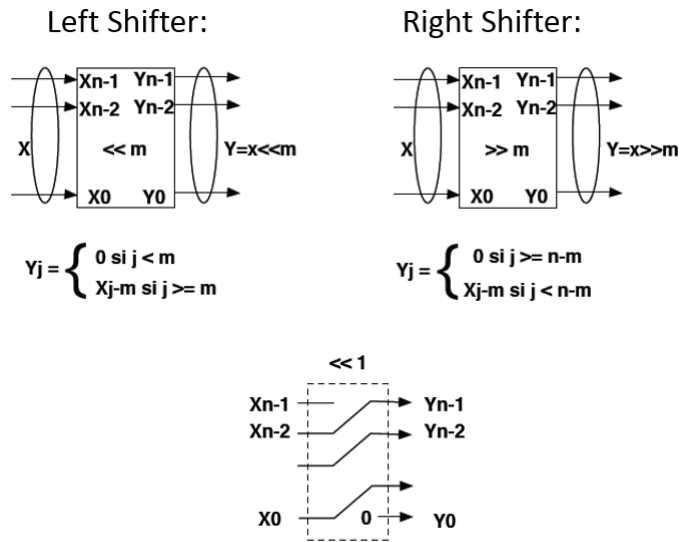 Left Shifter:
Xn-1 Yn-1
Xn-2 Yn-2
X << m Y=x<<m
X0 Y0
Yj = { 0 si j < m
Xj-m si j >= m
Right Shifter:
Xn-1 Yn-1
Xn-2 Yn-2
X >> m Y=x>>m
X0 Y0
Yj = { 0 si j >= n-m
Xj-m si j < n-m
<< 1
Xn-1 Yn-1
Xn-2 Yn-2
X0 0 Y0